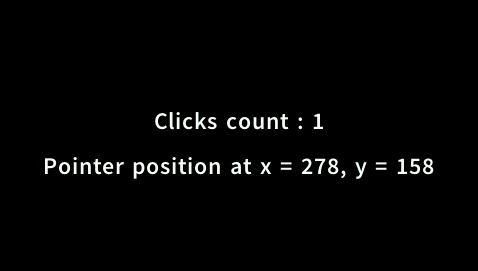 Clicks count : 1
Pointer position at x = 278, y = 158